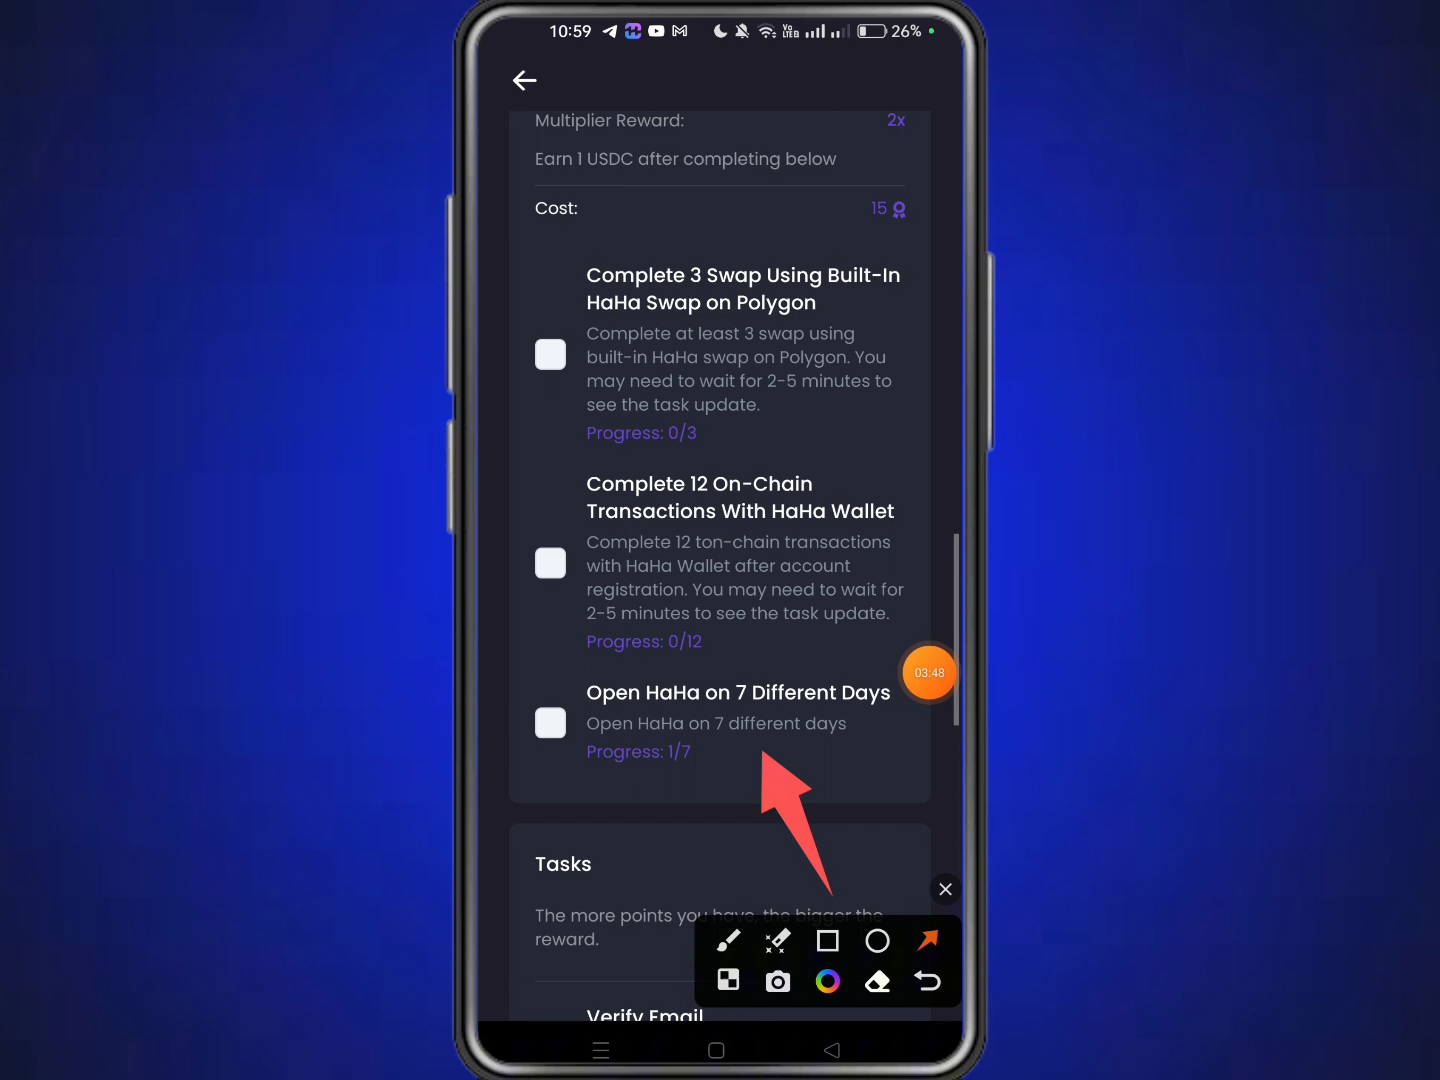 10:59
Vo LTE B
26%
Multiplier Reward: 2x
Earn 1 USDC after completing below
Cost: 15
Complete 3 Swap Using Built-In
HaHa Swap on Polygon
Complete at least 3 swap using
built-in HaHa swap on Polygon. You
may need to wait for 2-5 minutes to
see the task update.
Progress: 0/3
Complete 12 On-Chain
Transactions With HaHa Wallet
Complete 12 ton-chain transactions
with HaHa Wallet after account
registration. You may need to wait for
2-5 minutes to see the task update.
Progress: 0/12
03:48
Open HaHa on 7 Different Days
Open HaHa on 7 different days
Progress: 1/7
Tasks
The more points you have, the bigger the
reward.
Verify Email